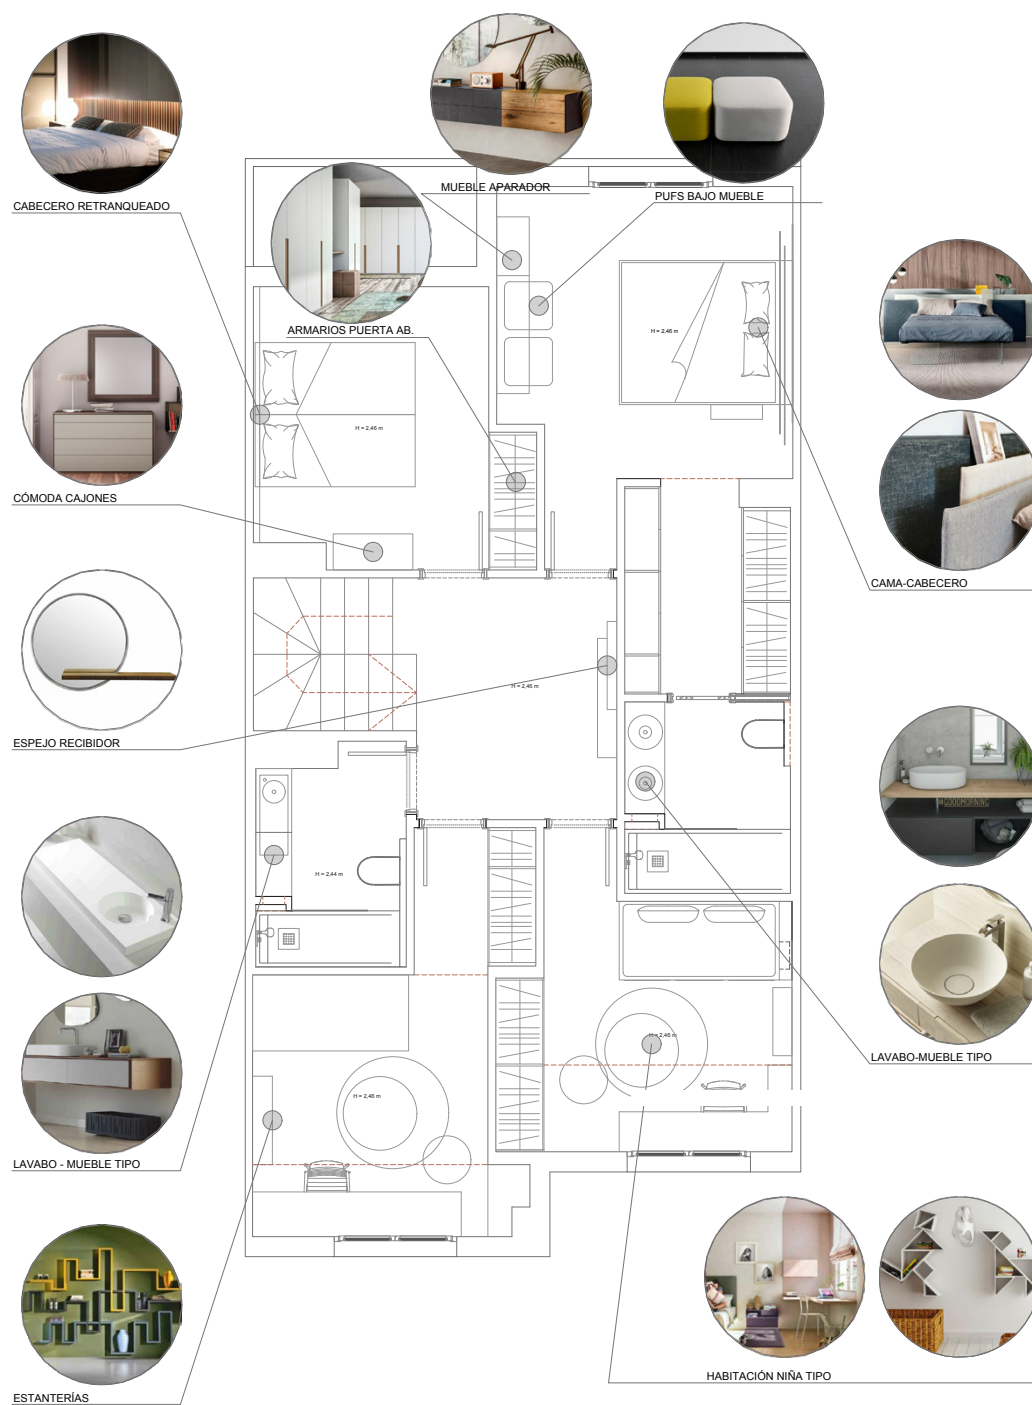 MUEBLE APARADOR
PUFS BAJO MUEBLE
CABECERO RETRANQUEADO
ARMARIOS PUERTA AB.
H = 2,46 m
H = 2,46 m
CÓMODA CAJONES
CAMA-CABECERO
H = 2,46 m
ESPEJO RECIBIDOR
GOODMORNING
H = 2,44 m
H = 2,46 m
LAVABO-MUEBLE TIPO
H = 2,46 m
LAVABO - MUEBLE TIPO
HABITACIÓN NIÑA TIPO
ESTANTERÍAS